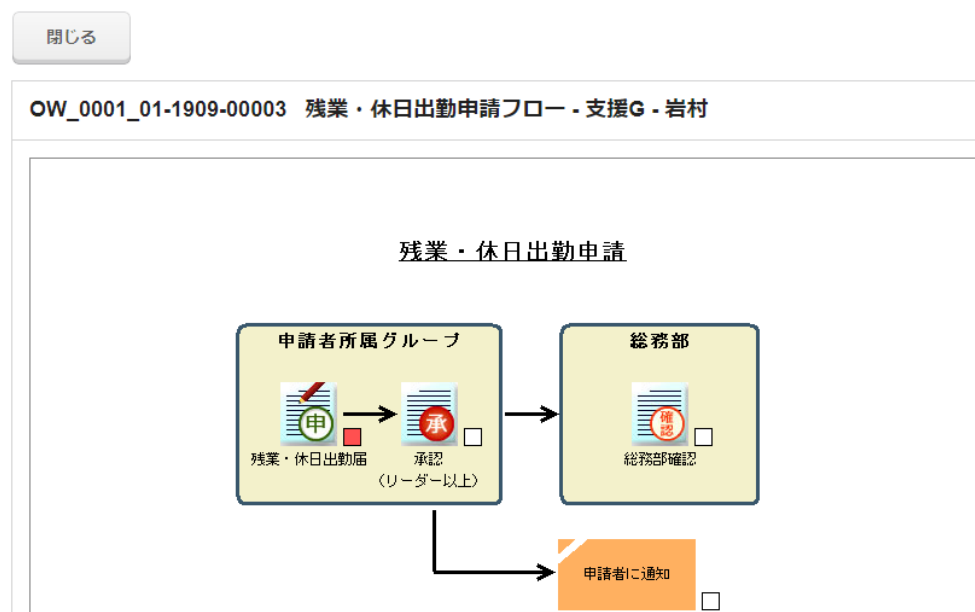 閉じる
OW_0001_01-1909-00003 残業・休日出勤申請フロー - 支援G - 岩村
残業・休日出勤申請
申請者所属グループ
総務部
申
承
確認
残業・休日出勤届
承認
(リーダー以上)
総務部確認
申請者に通知